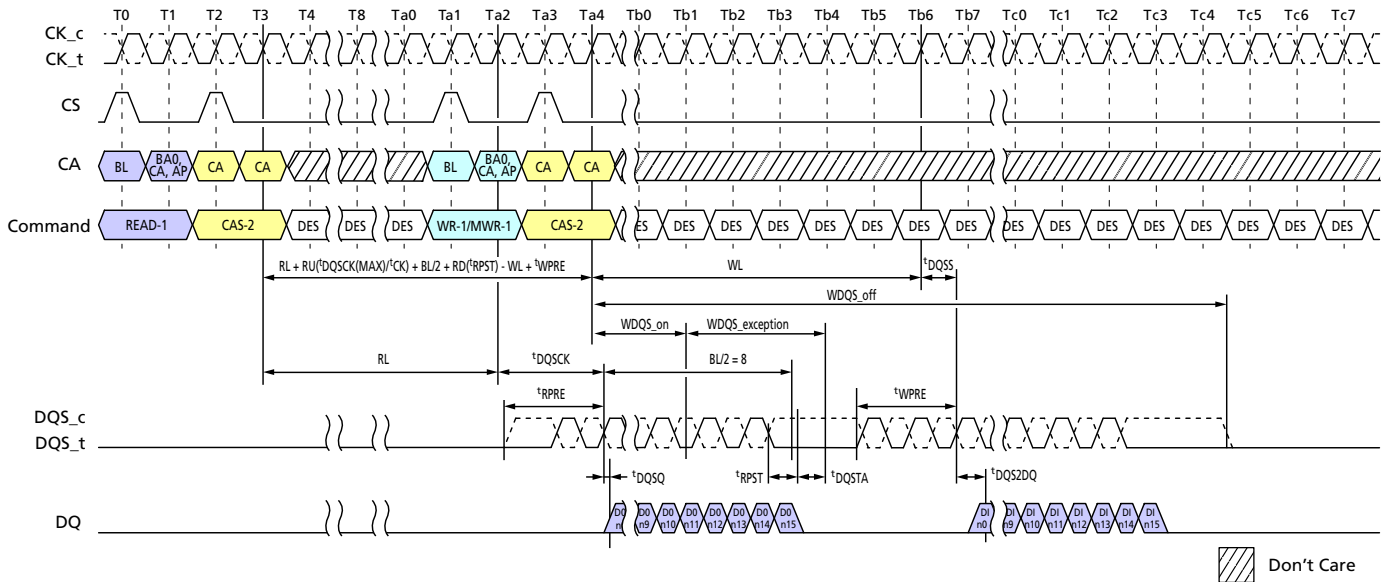 T0 T1 T2 T3 T4 T8 Ta0 Ta1 Ta2 Ta3 Ta4 Tb0 Tb1 Tb2 Tb3 Tb4 Tb5 Tb6 Tb7 Tc0 Tc1 Tc2 Tc3 Tc4 Tc5 Tc6 Tc7
CK_c
CK_t
CS
CA BL BA0, CA, AP CA CA BL BA0, CA, AP CA CA
Command READ-1 CAS-2 DES DES DES WR-1/MWR-1 CAS-2 DES DES DES DES DES DES DES DES DES DES DES DES DES DES DES DES
RL + RU(tDQSCK(MAX)/tCK) + BL/2 + RD(tRPST) - WL + tWPRE WL tDQSS
WDQS_off
WDQS_on WDQS_exception
RL tDQSCK BL/2 = 8
tRPRE tWPRE
DQS_c
DQS_t
tDQSQ tRPST tDQSTA tDQS2DQ
DQ D0 n D0 n9 D0 n10 D0 n11 D0 n12 D0 n13 D0 n14 D0 n15 DI n0 DI n9 DI n10 DI n11 DI n12 DI n13 DI n14 DI n15
Don't Care